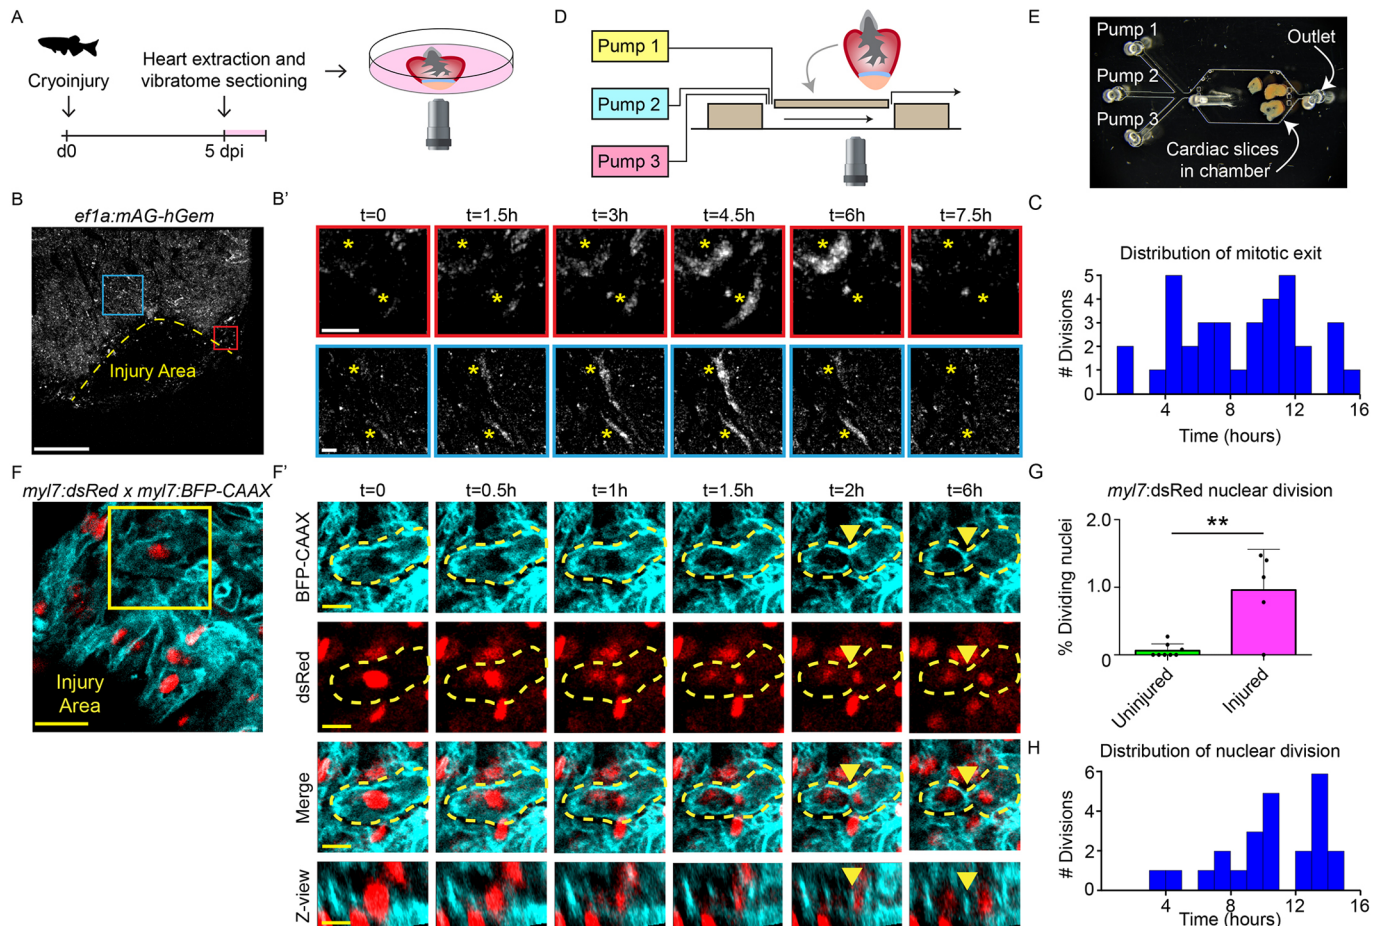 A
Cryoinjury
Heart extraction and
vibratome sectioning
d0
5 dpi
D
Pump 1
Pump 2
Pump 3
E
Pump 1
Pump 2
Pump 3
Outlet
Cardiac slices
in chamber
B
ef1a:mAG-hGem
Injury Area
B'
t=0
t=1.5h
t=3h
t=4.5h
t=6h
t=7.5h
* * * * * *
* * * * * *
* * * * * *
* * * * * *
C
Distribution of mitotic exit
# Divisions
5
4
3
2
1
0
4
8
12
16
Time (hours)
F
myl7:dsRed x myl7:BFP-CAAX
Injury
Area
F'
t=0
t=0.5h
t=1h
t=1.5h
t=2h
t=6h
BFP-CAAX
dsRed
Merge
Z-view
G
myl7:dsRed nuclear division
% Dividing nuclei
2.0
1.0
0
**
Uninjured
Injured
H
Distribution of nuclear division
# Divisions
6
4
2
0
4
8
12
16
Time (hours)